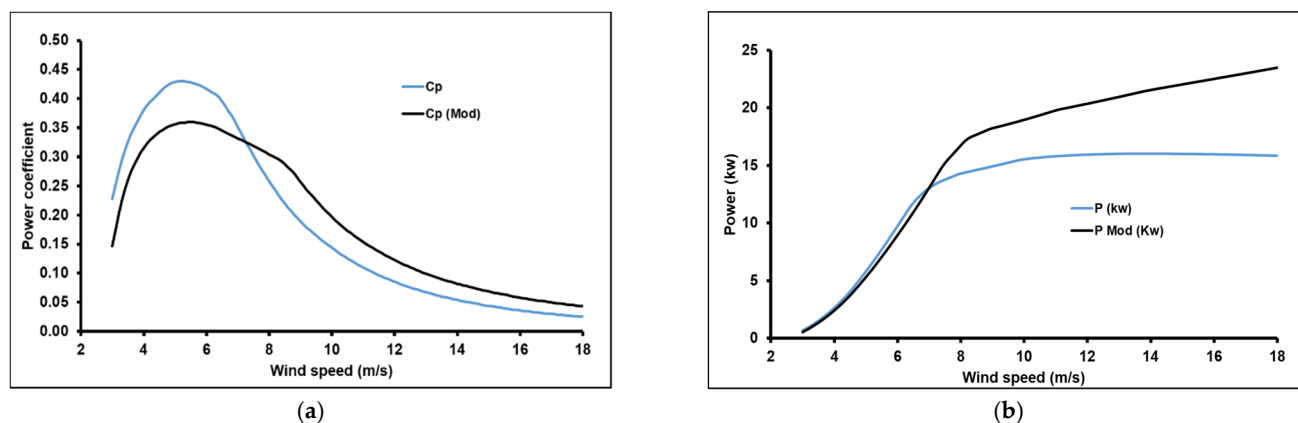 0.50
0.45
0.40
0.35
0.30
0.25
0.20
0.15
0.10
0.05
0.00
Power coefficient
Cp
Cp (Mod)
2 4 6 8 10 12 14 16 18
Wind speed (m/s)
(a)
25
20
15
10
5
0
Power (kw)
P (kw)
P Mod (Kw)
2 4 6 8 10 12 14 16 18
Wind speed (m/s)
(b)